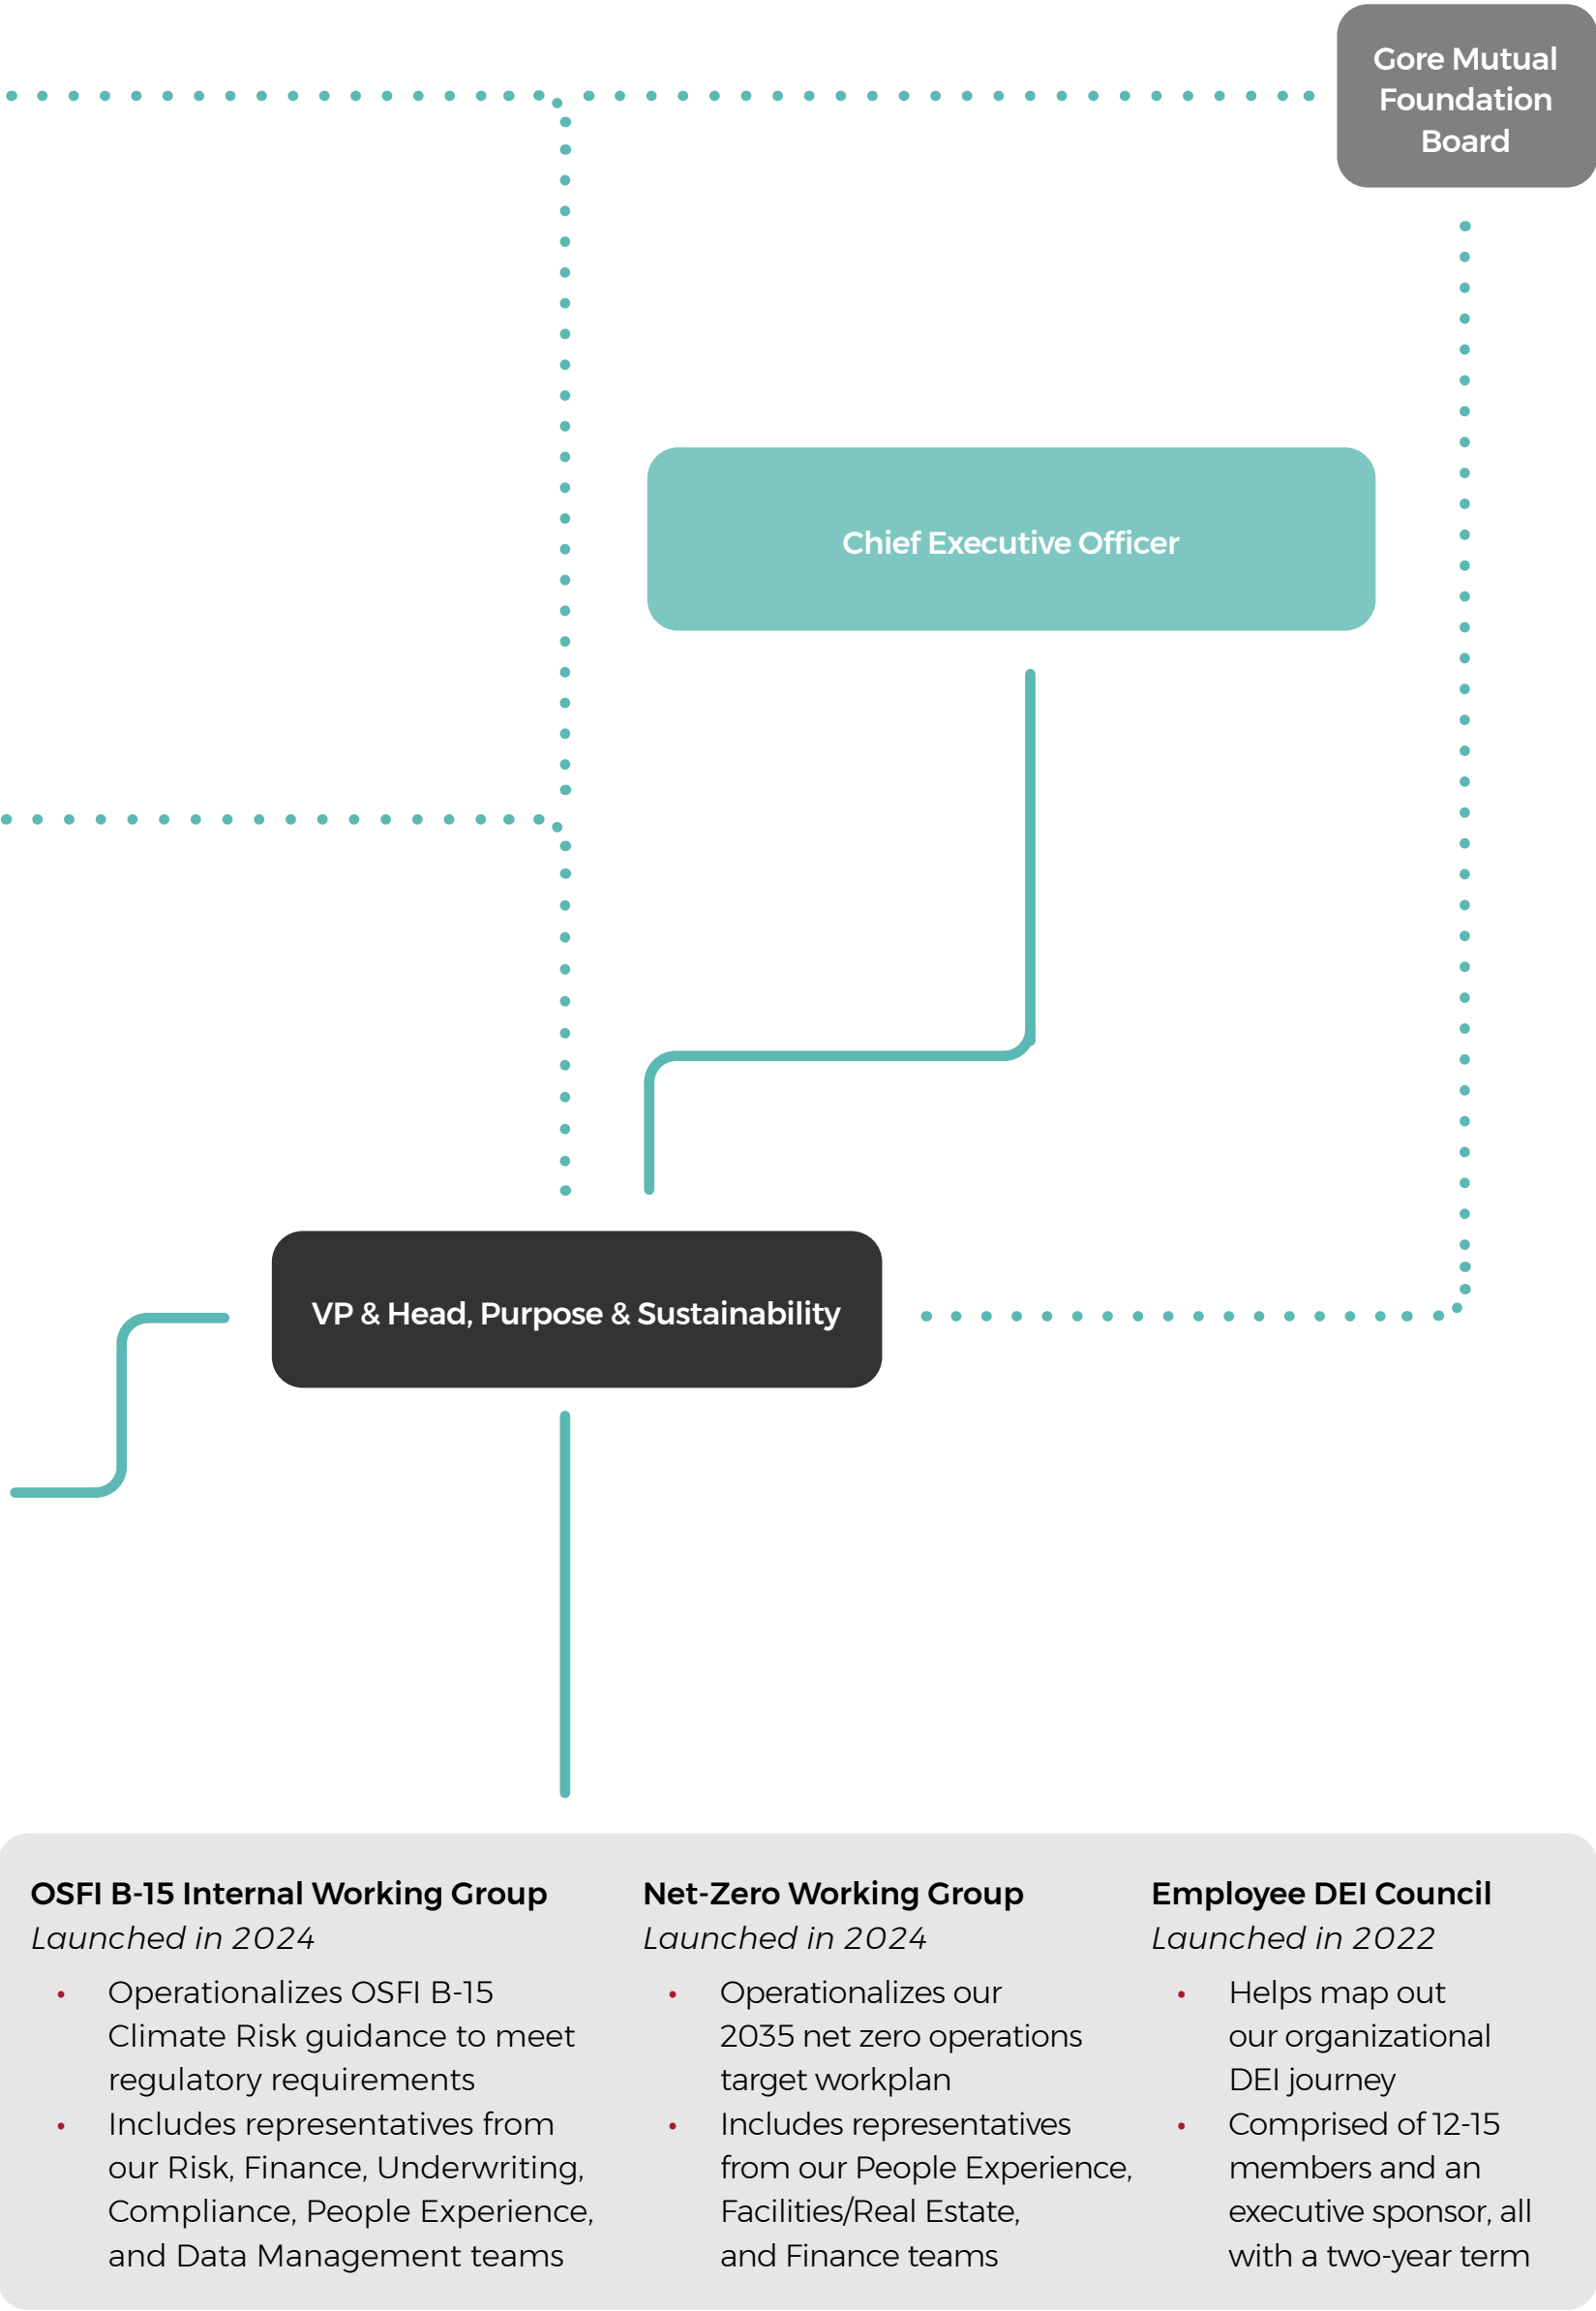 Gore Mutual
Foundation
Board
Chief Executive Officer
VP & Head, Purpose & Sustainability
OSFI B-15 Internal Working Group
Launched in 2024
• Operationalizes OSFI B-15
Climate Risk guidance to meet
regulatory requirements
• Includes representatives from
our Risk, Finance, Underwriting,
Compliance, People Experience,
and Data Management teams
Net-Zero Working Group
Launched in 2024
• Operationalizes our
2035 net zero operations
target workplan
• Includes representatives
from our People Experience,
Facilities/Real Estate,
and Finance teams
Employee DEI Council
Launched in 2022
• Helps map out
our organizational
DEI journey
• Comprised of 12-15
members and an
executive sponsor, all
with a two-year term